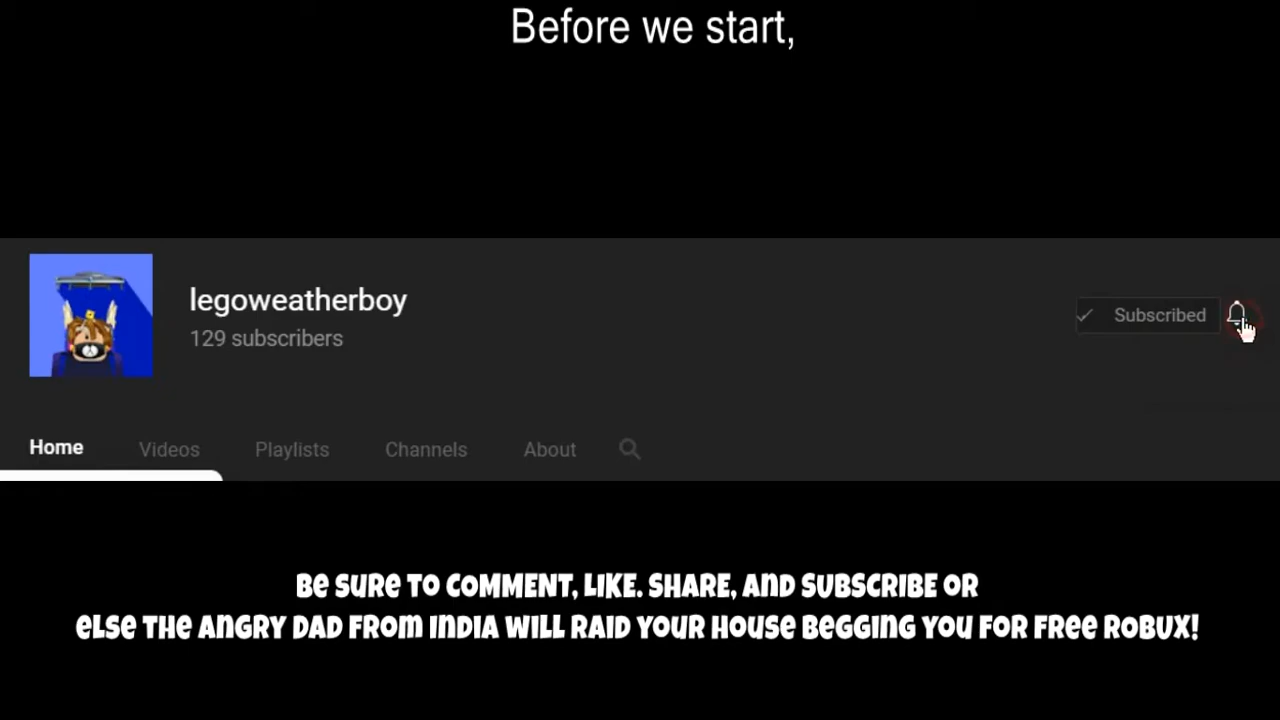 Before we start,
legoweatherboy
129 subscribers
Subscribed
Home Videos Playlists Channels About
Be sure to comment, like. share, and subscribe or
else the angry dad from india will raid your house begging you for free robux!